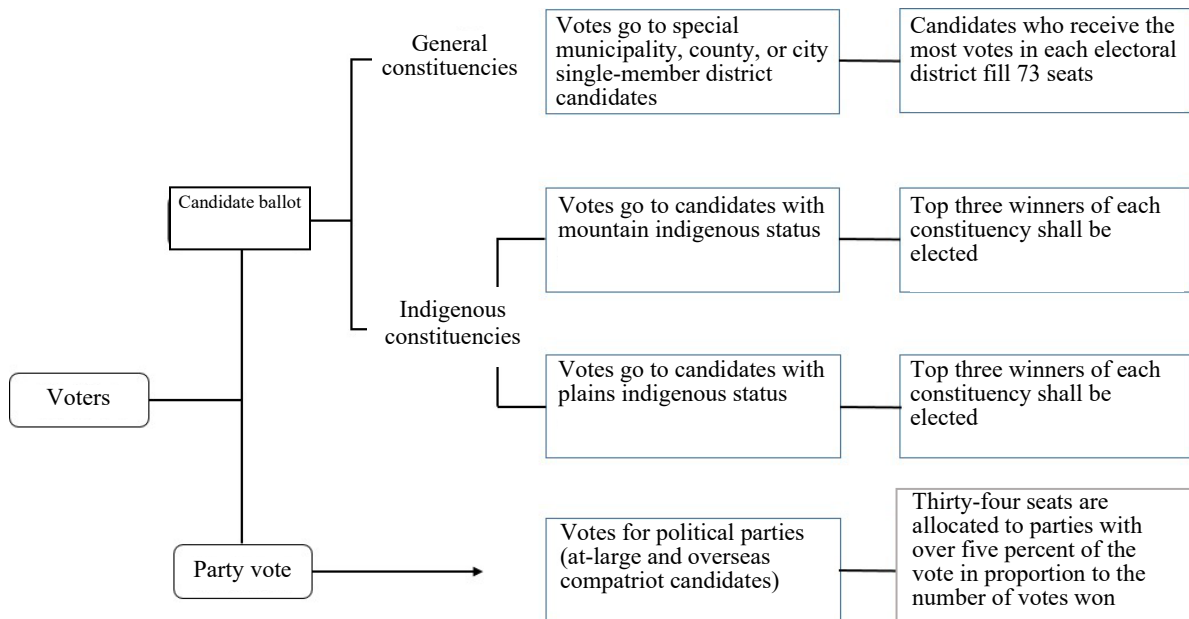 General
constituencies
Votes go to special
municipality, county, or city
single-member district
candidates
Candidates who receive the
most votes in each electoral
district fill 73 seats
Candidate ballot
Votes go to candidates with
mountain indigenous status
Top three winners of each
constituency shall be
elected
Indigenous
constituencies
Votes go to candidates with
plains indigenous status
Top three winners of each
constituency shall be
elected
Voters
Party vote
Votes for political parties
(at-large and overseas
compatriot candidates)
Thirty-four seats are
allocated to parties with
over five percent of the
vote in proportion to the
number of votes won